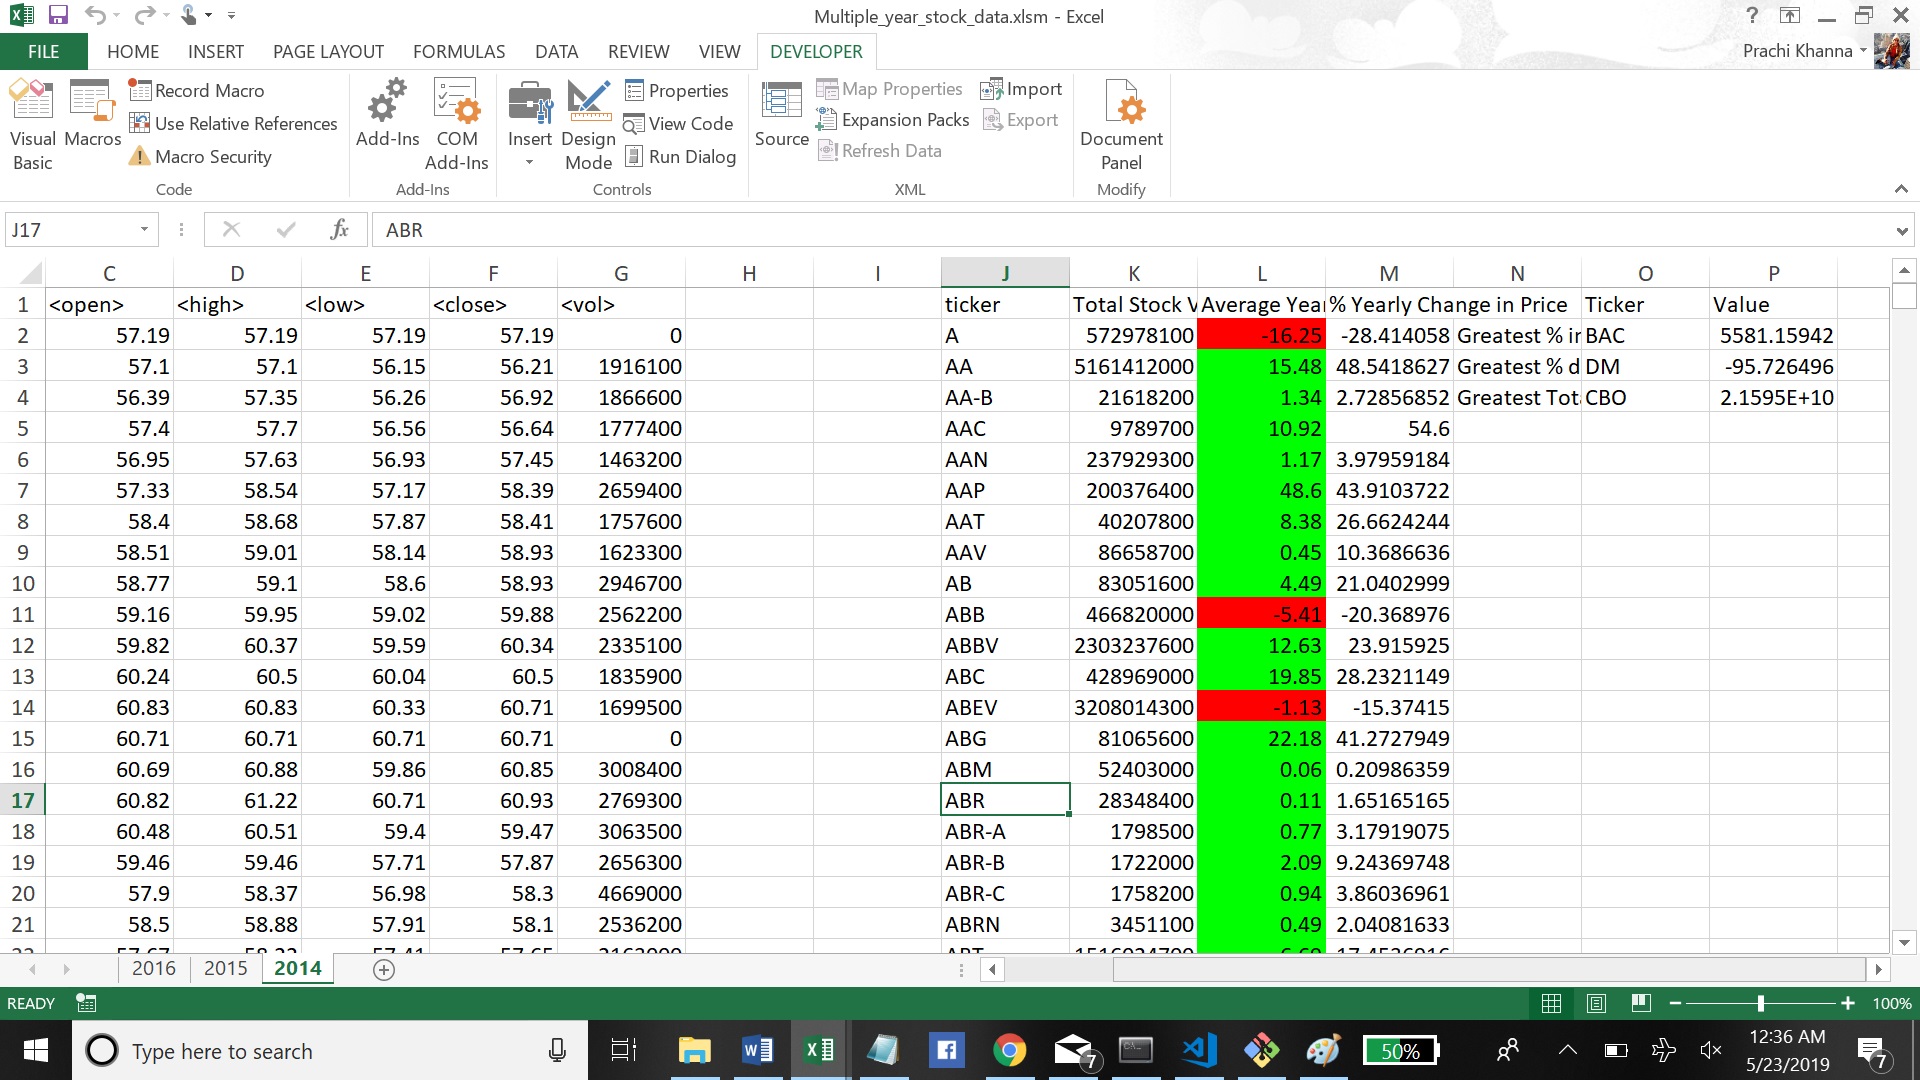 Multiple_year_stock_data.xlsm - Excel
FILE HOME INSERT PAGE LAYOUT FORMULAS DATA REVIEW VIEW DEVELOPER Prachi Khanna
Visual Basic Macros Record Macro Use Relative References Macro Security
Add-Ins COM Add-Ins Insert Design Mode Properties View Code Run Dialog
Source Map Properties Expansion Packs Refresh Data Import Export Document Panel
Code Add-Ins Controls XML Modify
J17 fx ABR
C D E F G H I J K L M N O P
1 <open> <high> <low> <close> <vol> ticker Total Stock V Average Year % Yearly Change in Price Ticker Value
2 57.19 57.19 57.19 57.19 0 A 572978100 -16.25 -28.414058 Greatest % in BAC 5581.15942
3 57.1 57.1 56.15 56.21 1916100 AA 5161412000 15.48 48.5418627 Greatest % d DM -95.726496
4 56.39 57.35 56.26 56.92 1866600 AA-B 21618200 1.34 2.72856852 Greatest Tot CBO 2.1595E+10
5 57.4 57.7 56.56 56.64 1777400 AAC 9789700 10.92 54.6
6 56.95 57.63 56.93 57.45 1463200 AAN 237929300 1.17 3.97959184
7 57.33 58.54 57.17 58.39 2659400 AAP 200376400 48.6 43.9103722
8 58.4 58.68 57.87 58.41 1757600 AAT 40207800 8.38 26.6624244
9 58.51 59.01 58.14 58.93 1623300 AAV 86658700 0.45 10.3686636
10 58.77 59.1 58.6 58.93 2946700 AB 83051600 4.49 21.0402999
11 59.16 59.95 59.02 59.88 2562200 ABB 466820000 -5.41 -20.368976
12 59.82 60.37 59.59 60.34 2335100 ABBV 2303237600 12.63 23.915925
13 60.24 60.5 60.04 60.5 1835900 ABC 428969000 19.85 28.2321149
14 60.83 60.83 60.33 60.71 1699500 ABEV 3208014300 -1.13 -15.37415
15 60.71 60.71 60.71 60.71 0 ABG 81065600 22.18 41.2727949
16 60.69 60.88 59.86 60.85 3008400 ABM 52403000 0.06 0.20986359
17 60.82 61.22 60.71 60.93 2769300 ABR 28348400 0.11 1.65165165
18 60.48 60.51 59.4 59.47 3063500 ABR-A 1798500 0.77 3.17919075
19 59.46 59.46 57.71 57.87 2656300 ABR-B 1722000 2.09 9.24369748
20 57.9 58.37 56.98 58.3 4669000 ABR-C 1758200 0.94 3.86036961
21 58.5 58.88 57.91 58.1 2536200 ABRN 3451100 0.49 2.04081633
2016 2015 2014
READY 100%
Type here to search 7 50% 12:36 AM
5/23/2019 7